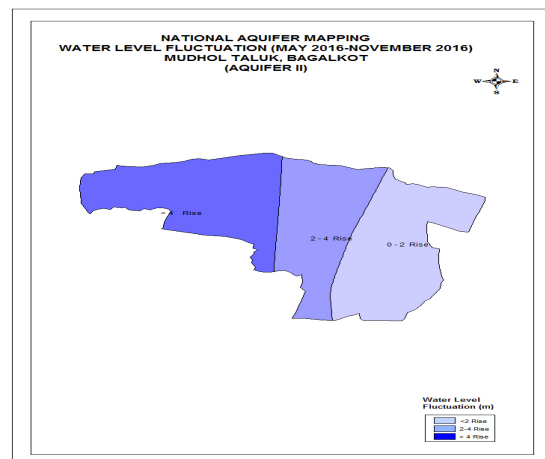 NATIONAL AQUIFER MAPPING
WATER LEVEL FLUCTUATION (MAY 2016-NOVEMBER 2016)
MUDHOL TALUK, BAGALKOT
(AQUIFER II)
N
W E
S
Rise
2 - 4 Rise
0 - 2 Rise
Water Level
Fluctuation (m)
<2 Rise
2-4 Rise
> 4 Rise